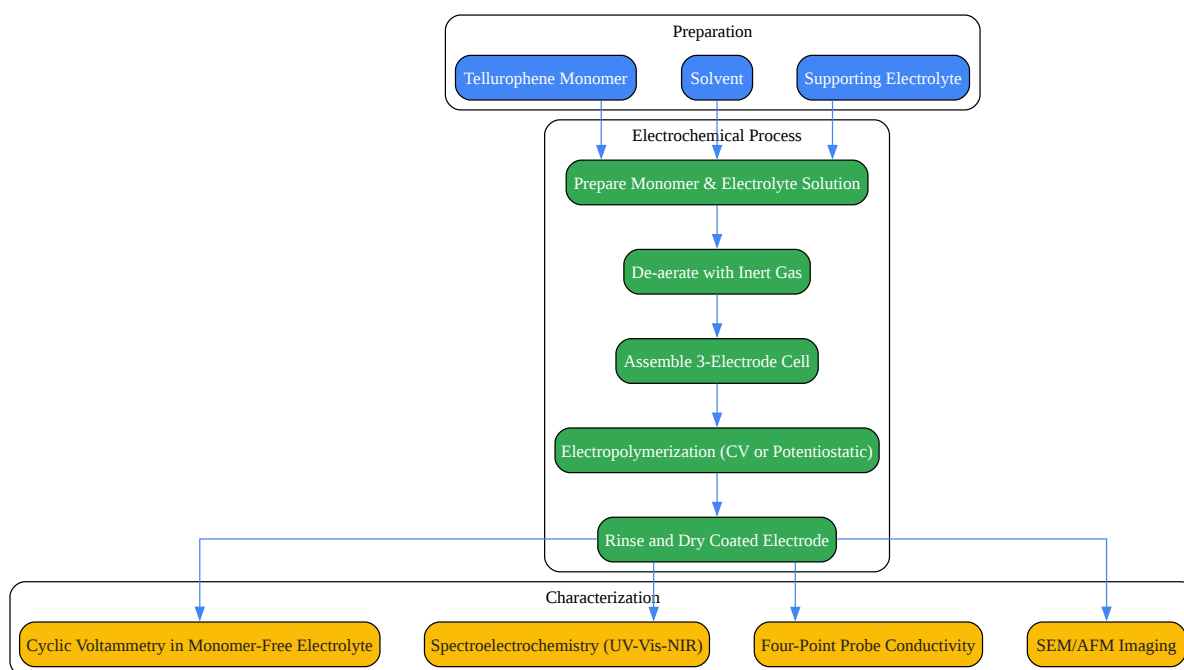 Preparation
Tellurophene Monomer
Solvent
Supporting Electrolyte
Electrochemical Process
Prepare Monomer & Electrolyte Solution
De-aerate with Inert Gas
Assemble 3-Electrode Cell
Electropolymerization (CV or Potentiostatic)
Rinse and Dry Coated Electrode
Characterization
Cyclic Voltammetry in Monomer-Free Electrolyte
Spectroelectrochemistry (UV-Vis-NIR)
Four-Point Probe Conductivity
SEM/AFM Imaging